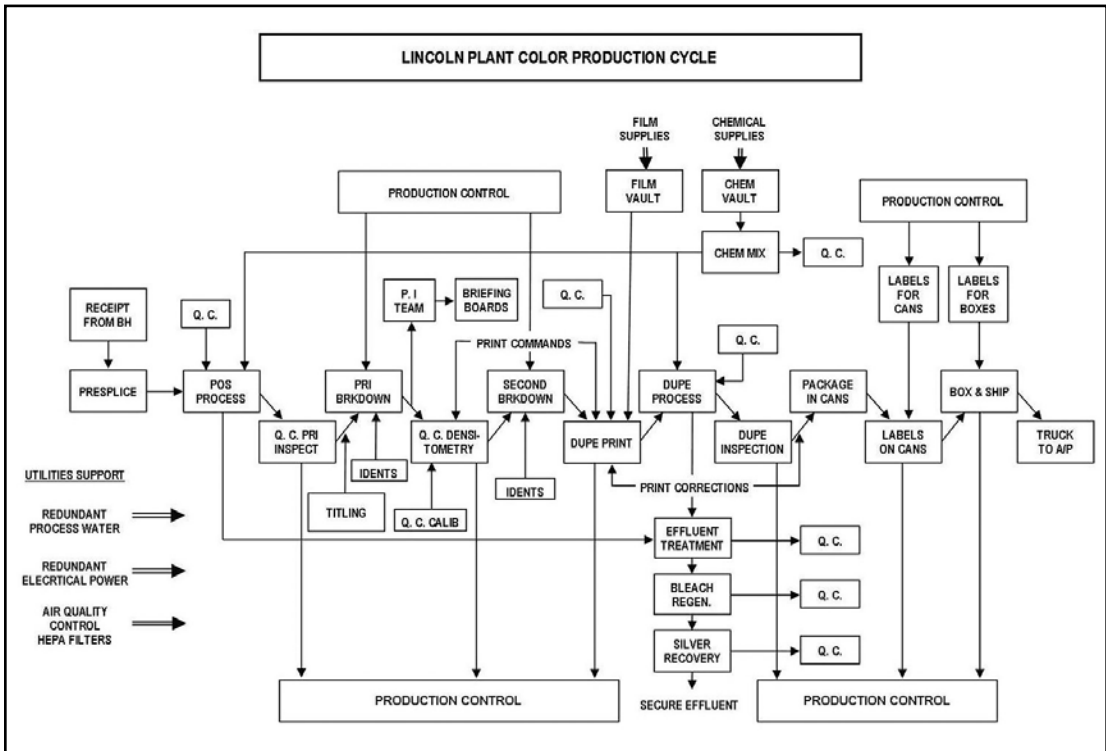 LINCOLN PLANT COLOR PRODUCTION CYCLE
FILM
SUPPLIES
CHEMICAL
SUPPLIES
PRODUCTION CONTROL
FILM
VAULT
CHEM
VAULT
PRODUCTION CONTROL
CHEM MIX
Q. C.
RECEIPT
FROM BH
Q. C.
P. I
TEAM
BRIEFING
BOARDS
Q. C.
LABELS
FOR
CANS
LABELS
FOR
BOXES
PRINT COMMANDS
Q. C.
PRESPLICE
POS
PROCESS
PRI
BRKDOWN
SECOND
BRKDOWN
DUPE
PROCESS
PACKAGE
IN CANS
BOX & SHIP
Q. C. PRI
INSPECT
Q. C. DENSI-
TOMETRY
DUPE PRINT
DUPE
INSPECTION
LABELS
ON CANS
TRUCK
TO A/P
UTILITIES SUPPORT
IDENTS
IDENTS
PRINT CORRECTIONS
TITLING
Q. C. CALIB
REDUNDANT
PROCESS WATER
EFFLUENT
TREATMENT
Q. C.
REDUNDANT
ELECRTICAL POWER
BLEACH
REGEN.
Q. C.
AIR QUALITY
CONTROL
HEPA FILTERS
SILVER
RECOVERY
Q. C.
PRODUCTION CONTROL
SECURE EFFLUENT
PRODUCTION CONTROL